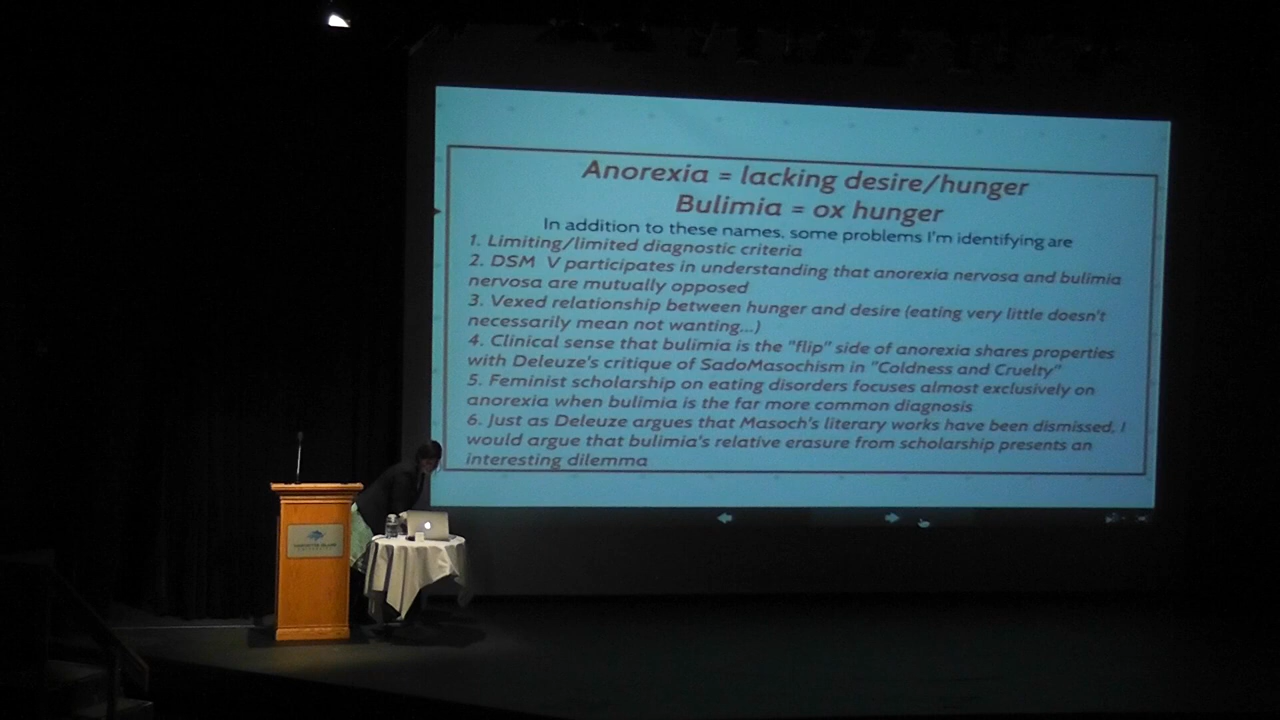 Anorexia = lacking desire/hunger
Bulimia = ox hunger
In addition to these names, some problems I'm identifying are
1. Limiting/limited diagnostic criteria
2. DSM V participates in understanding that anorexia nervosa and bulimia
nervosa are mutually opposed
3. Vexed relationship between hunger and desire (eating very little doesn't
necessarily mean not wanting...)
4. Clinical sense that bulimia is the "flip" side of anorexia shares properties
with Deleuze's critique of SadoMasochism in "Coldness and Cruelty"
5. Feminist scholarship on eating disorders focuses almost exclusively on
anorexia when bulimia is the far more common diagnosis
6. Just as Deleuze argues that Masoch's literary works have been dismissed, I
would argue that bulimia's relative erasure from scholarship presents an
interesting dilemma
VANCOUVER ISLAND
UNIVERSITY